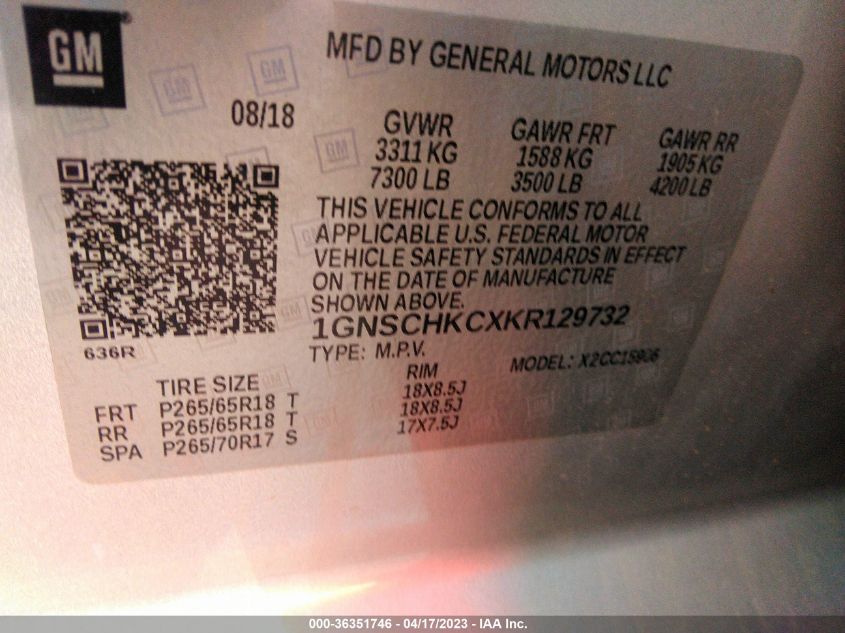 GM
MFD BY GENERAL MOTORS LLC
08/18
GVWR GAWR FRT GAWR RR
3311 KG 1588 KG 1905 KG
7300 LB 3500 LB 4200 LB
THIS VEHICLE CONFORMS TO ALL
APPLICABLE U.S. FEDERAL MOTOR
VEHICLE SAFETY STANDARDS IN EFFECT
ON THE DATE OF MANUFACTURE
SHOWN ABOVE.
1GNSCHKCXKR129732
636R
TYPE: M.P.V. MODEL: X2CC15906
TIRE SIZE RIM
FRT P265/65R18 T 18X8.5J
RR P265/65R18 T 18X8.5J
SPA P265/70R17 S 17X7.5J
000-36351746 - 04/17/2023 - IAA Inc.